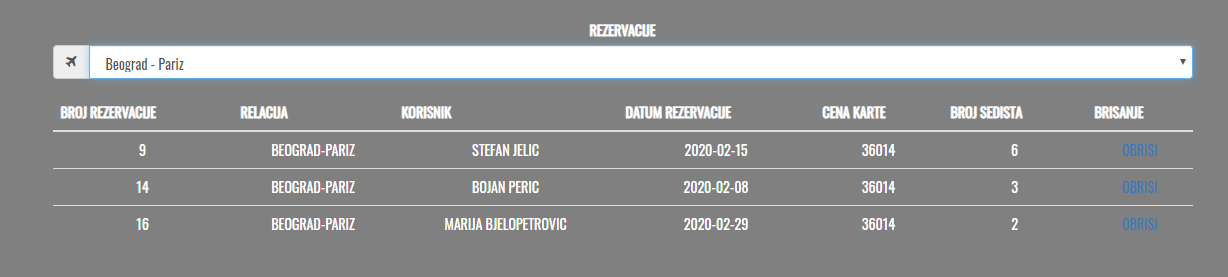 REZERVACIJE
Beograd - Pariz
BROJ REZERVACIJE RELACIJA KORISNIK DATUM REZERVACIJE CENA KARTE BROJ SEDISTA BRISANJE
9 BEOGRAD-PARIZ STEFAN JELIC 2020-02-15 36014 6 OBRISI
14 BEOGRAD-PARIZ BOJAN PERIC 2020-02-08 36014 3 OBRISI
16 BEOGRAD-PARIZ MARIJA BJELOPETROVIC 2020-02-29 36014 2 OBRISI